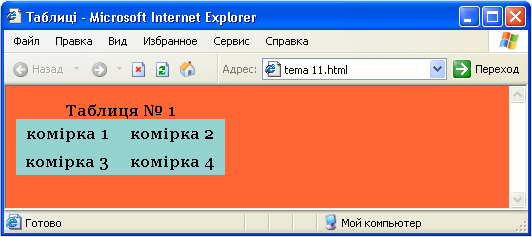 Таблиці - Microsoft Internet Explorer
Файл Правка Вид Избранное Сервис Справка
Назад Адрес: tema 11.html Переход
Таблиця № 1
комірка 1 комірка 2
комірка 3 комірка 4
Готово Мой компьютер